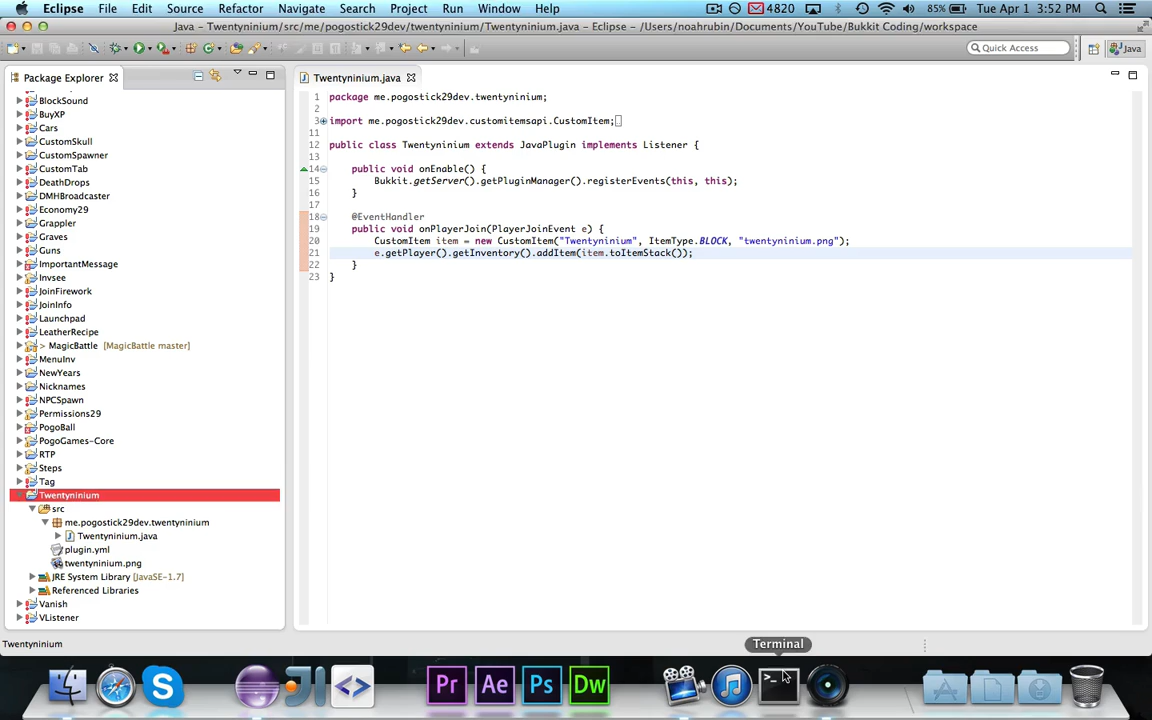 Eclipse File Edit Source Refactor Navigate Search Project Run Window Help 4820 85% Tue Apr 1 3:52 PM
Java – Twentyninium/src/me/pogostick29dev/twentyninium/Twentyninium.java – Eclipse – /Users/noahrubin/Documents/YouTube/Bukkit Coding/workspace
Quick Access Java
Package Explorer
BlockSound
BuyXP
Cars
CustomSkull
CustomSpawner
CustomTab
DeathDrops
DMHBroadcaster
Economy29
Grappler
Graves
Guns
ImportantMessage
Invsee
JoinFirework
JoinInfo
Launchpad
LeatherRecipe
> MagicBattle [MagicBattle master]
MenuInv
NewYears
Nicknames
NPCSpawn
Permissions29
PogoBall
PogoGames-Core
RTP
Steps
Tag
Twentyninium
src
me.pogostick29dev.twentyninium
Twentyninium.java
plugin.yml
twentyninium.png
JRE System Library [JavaSE-1.7]
Referenced Libraries
Vanish
VListener
Twentyninium.java
1 package me.pogostick29dev.twentyninium;
2
3 import me.pogostick29dev.customitemsapi.CustomItem;
11
12 public class Twentyninium extends JavaPlugin implements Listener {
13
14 public void onEnable() {
15 Bukkit.getServer().getPluginManager().registerEvents(this, this);
16 }
17
18 @EventHandler
19 public void onPlayerJoin(PlayerJoinEvent e) {
20 CustomItem item = new CustomItem("Twentyninium", ItemType.BLOCK, "twentyninium.png");
21 e.getPlayer().getInventory().addItem(item.toItemStack());
22 }
23 }
Twentyninium
Terminal
Pr Ae Ps Dw